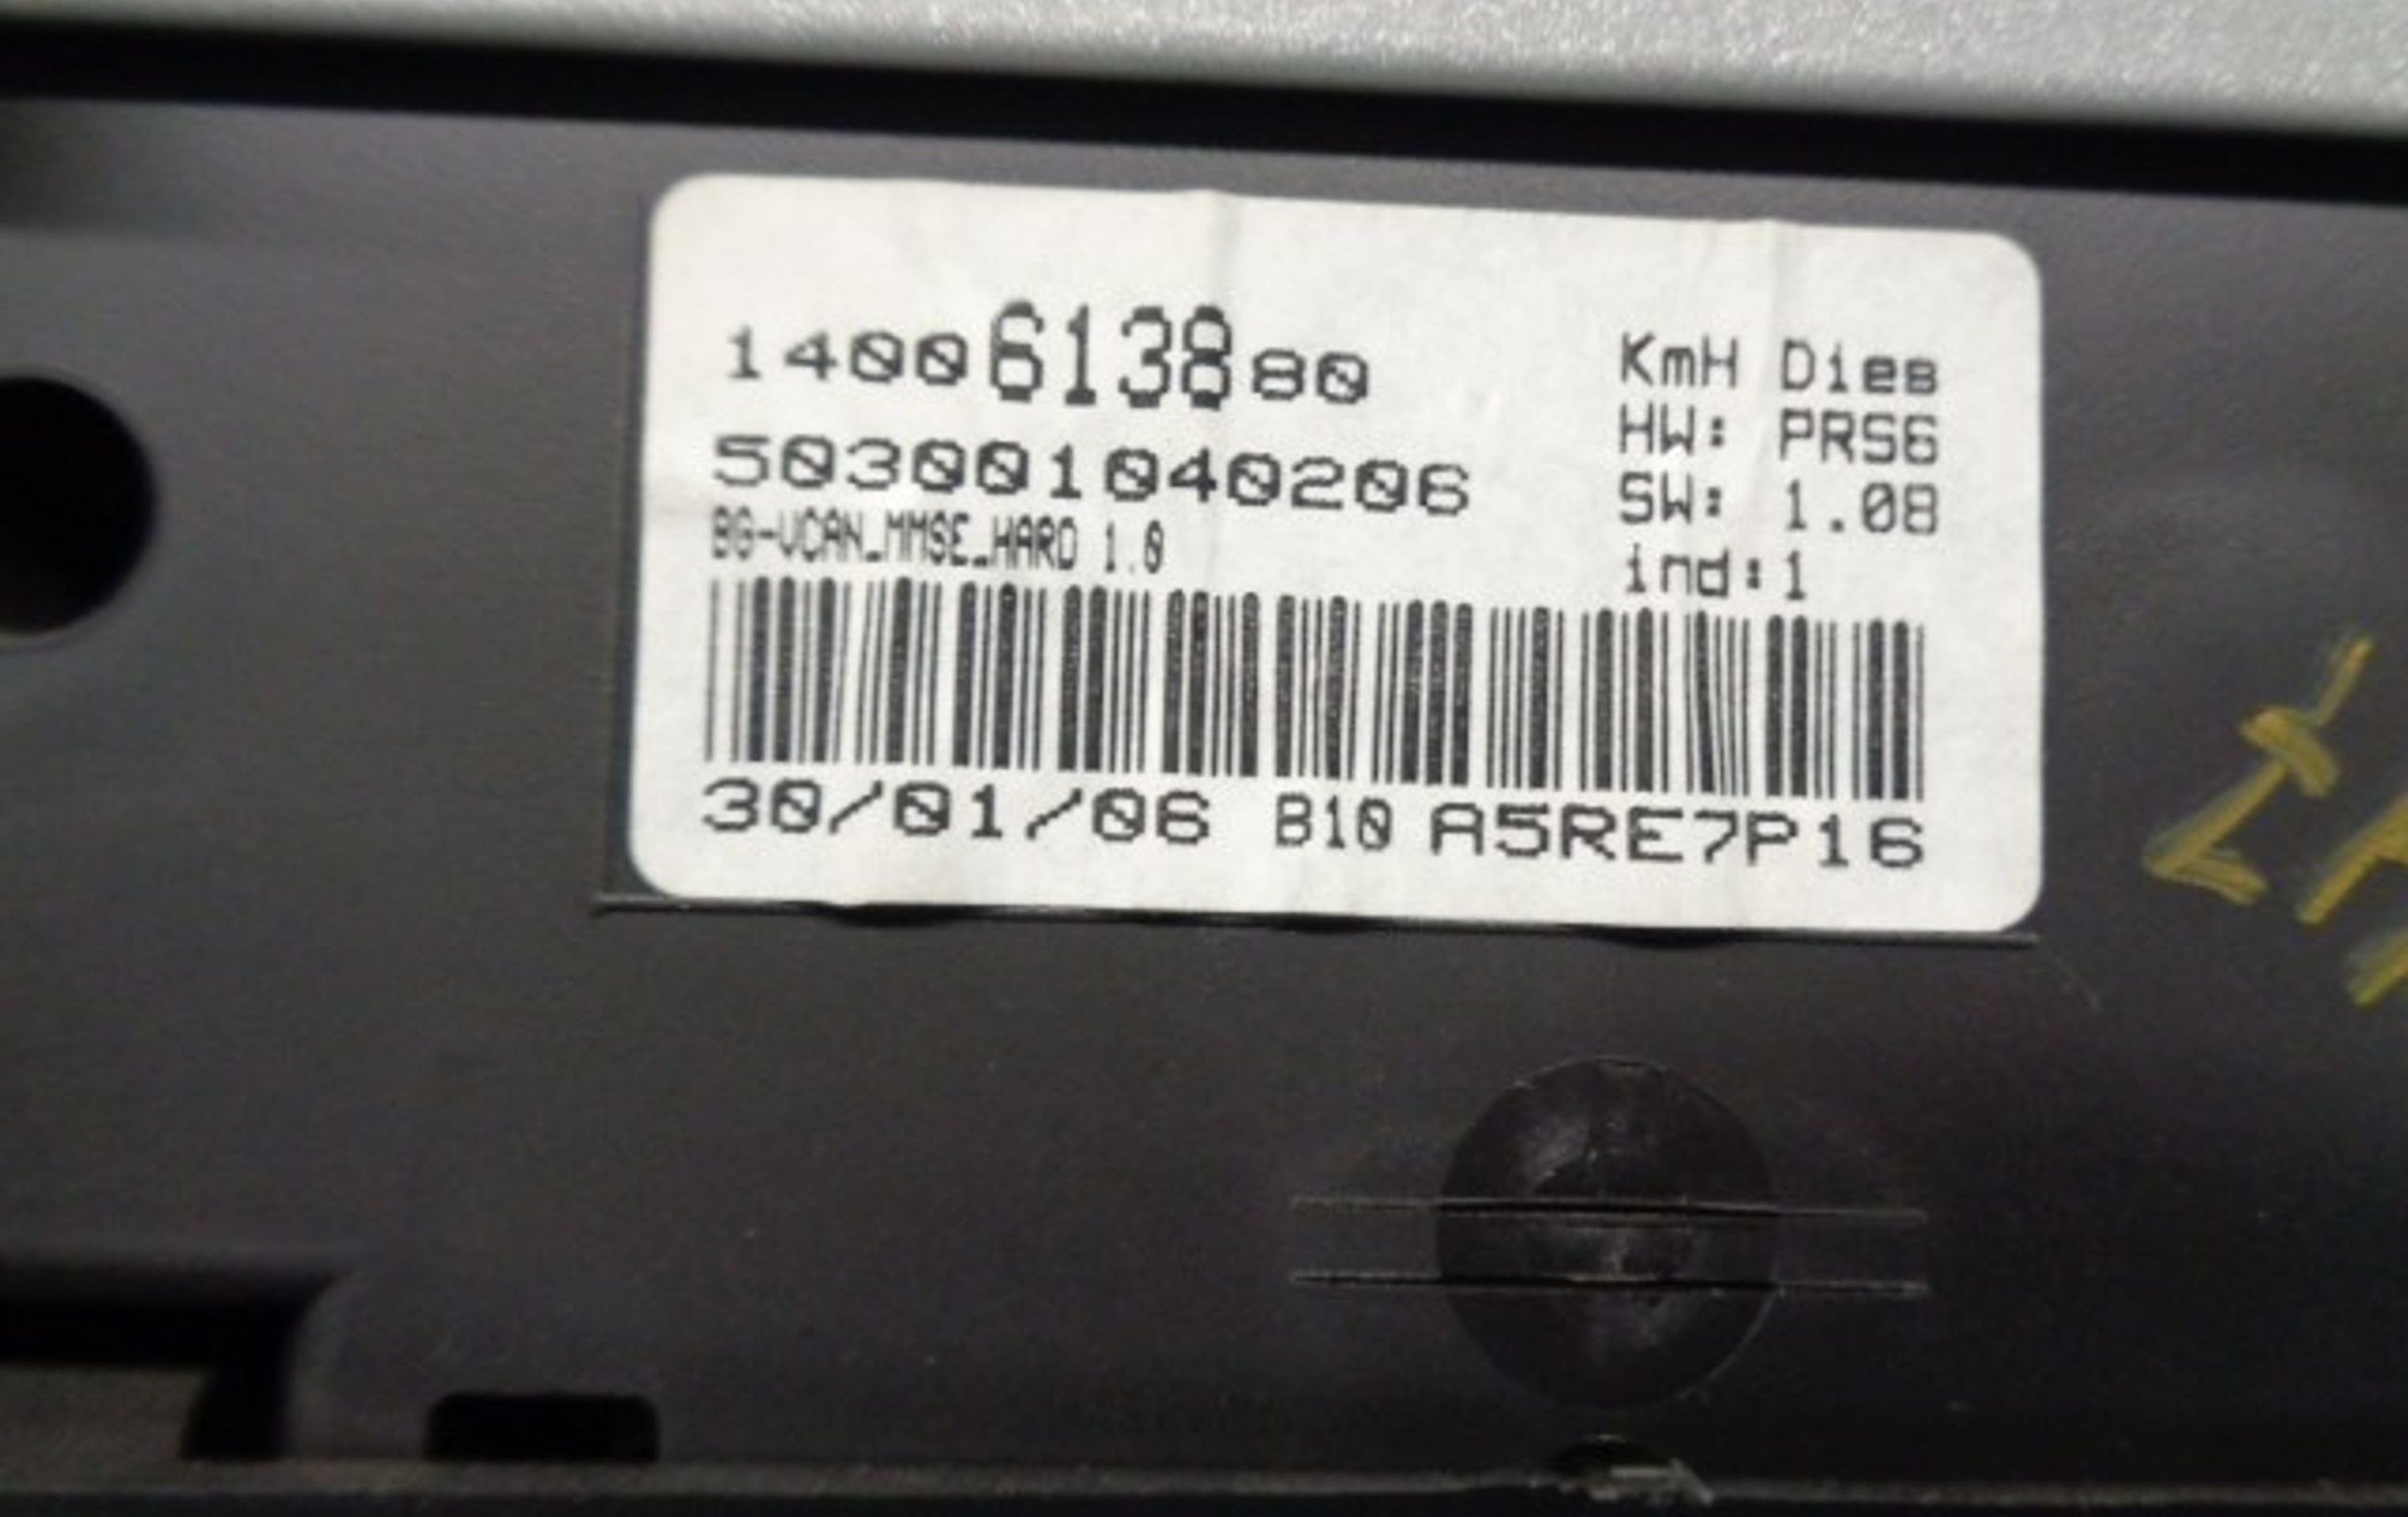 1400613880 KmH Dies
503001040206 HW: PRS6
BG-VCAN_MMSE_HARD 1.0 SW: 1.08
ind:1
30/01/06 B10 A5RE7P16